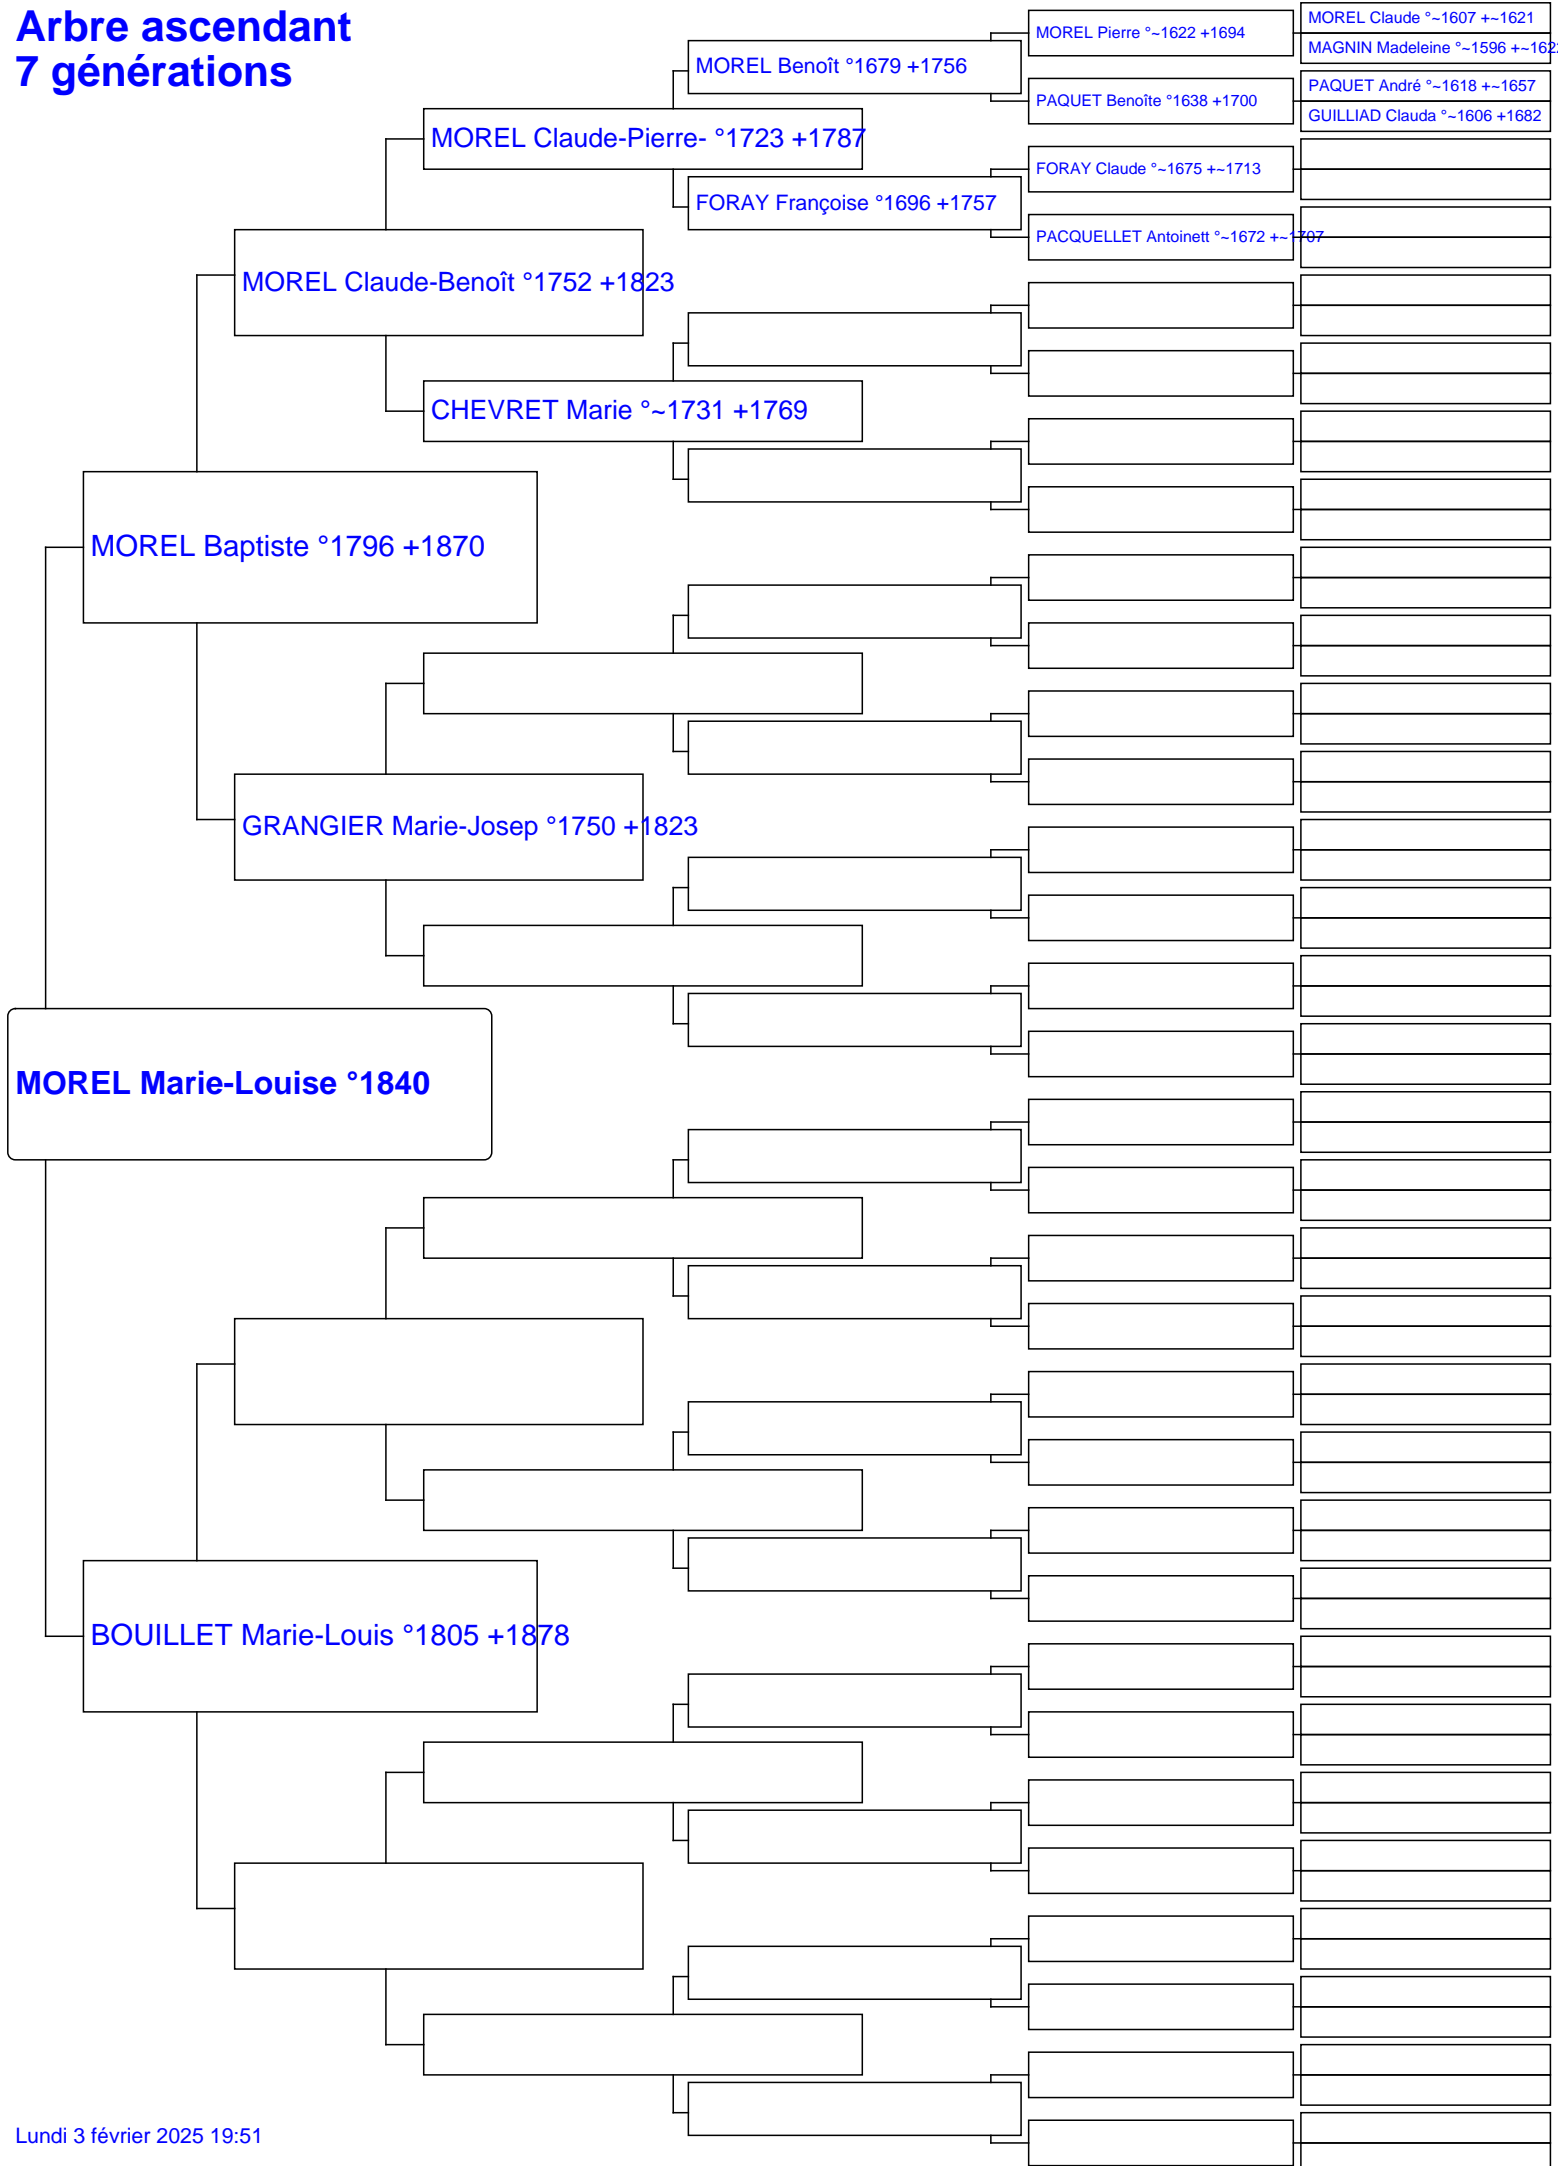 Arbre ascendant
7 générations
MOREL Claude °~1607 +~1621
MOREL Pierre °~1622 +1694
MAGNIN Madeleine °~1596 +~162
MOREL Benoît °1679 +1756
PAQUET André °~1618 +~1657
PAQUET Benoîte °1638 +1700
GUILLIAD Clauda °~1606 +1682
MOREL Claude-Pierre- °1723 +1787
FORAY Claude °~1675 +~1713
FORAY Françoise °1696 +1757
PACQUELLET Antoinett °~1672 +~1707
MOREL Claude-Benoît °1752 +1823
CHEVRET Marie °~1731 +1769
MOREL Baptiste °1796 +1870
GRANGIER Marie-Josep °1750 +1823
MOREL Marie-Louise °1840
BOUILLET Marie-Louis °1805 +1878
Lundi 3 février 2025 19:51